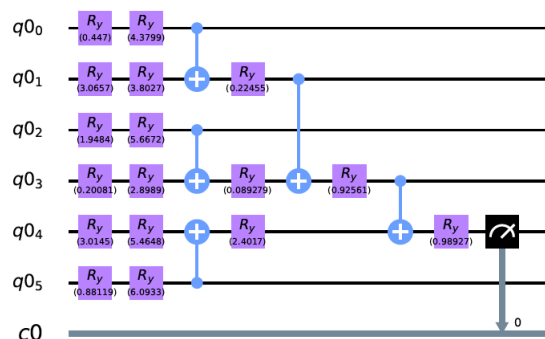 q0₀ R_y (0.447) R_y (4.3799)
q0₁ R_y (3.0657) R_y (3.8027) R_y (0.22455)
q0₂ R_y (1.9484) R_y (5.6672)
q0₃ R_y (0.20081) R_y (2.8989) R_y (0.089279) R_y (0.92561)
q0₄ R_y (3.0145) R_y (5.4648) R_y (2.4017) R_y (0.98927)
q0₅ R_y (0.88119) R_y (6.0933)
c0 0